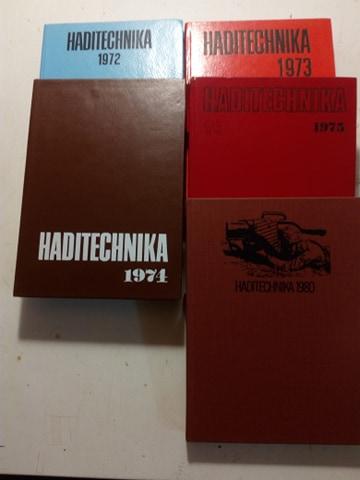 HADITECHNIKA
1972
HADITECHNIKA
1973
HADITECHNIKA
1974
HADITECHNIKA
1975
HADITECHNIKA 1980